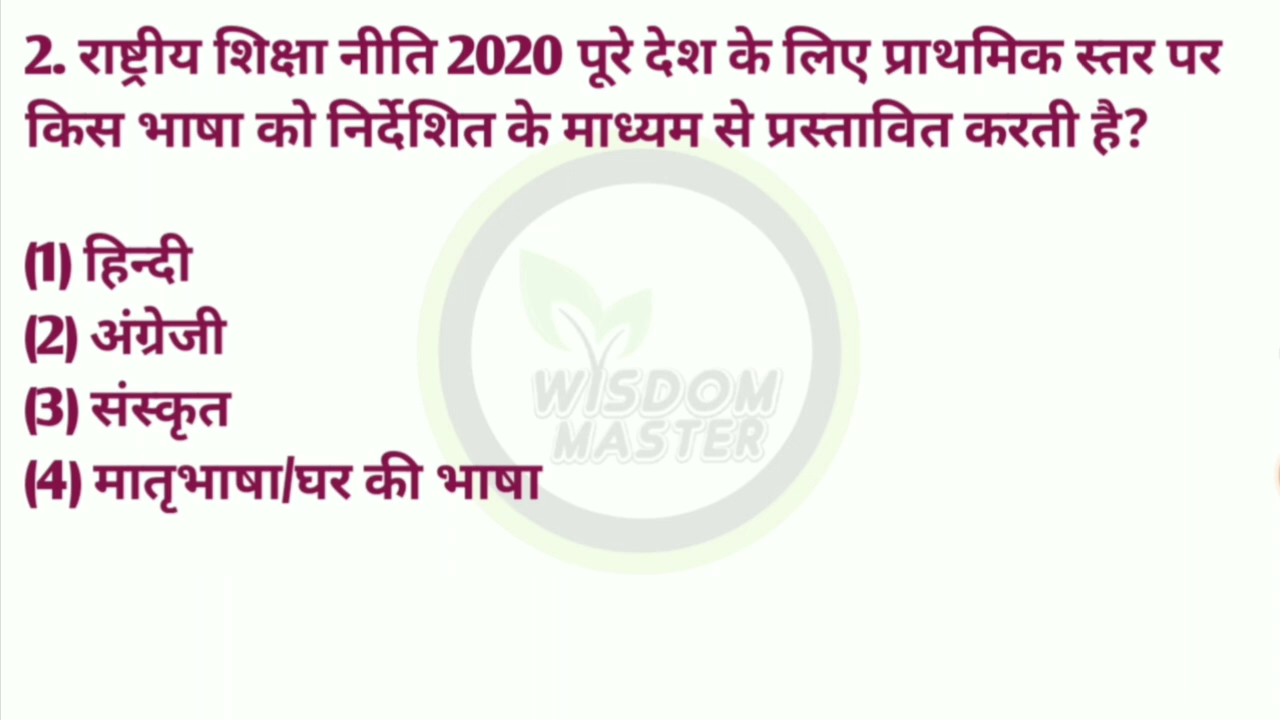 2. राष्ट्रीय शिक्षा नीति 2020 पूरे देश के लिए प्राथमिक स्तर पर
किस भाषा को निर्देशित के माध्यम से प्रस्तावित करती है?
(1) हिन्दी
(2) अंग्रेजी
(3) संस्कृत
(4) मातृभाषा/घर की भाषा
WISDOM
MASTER